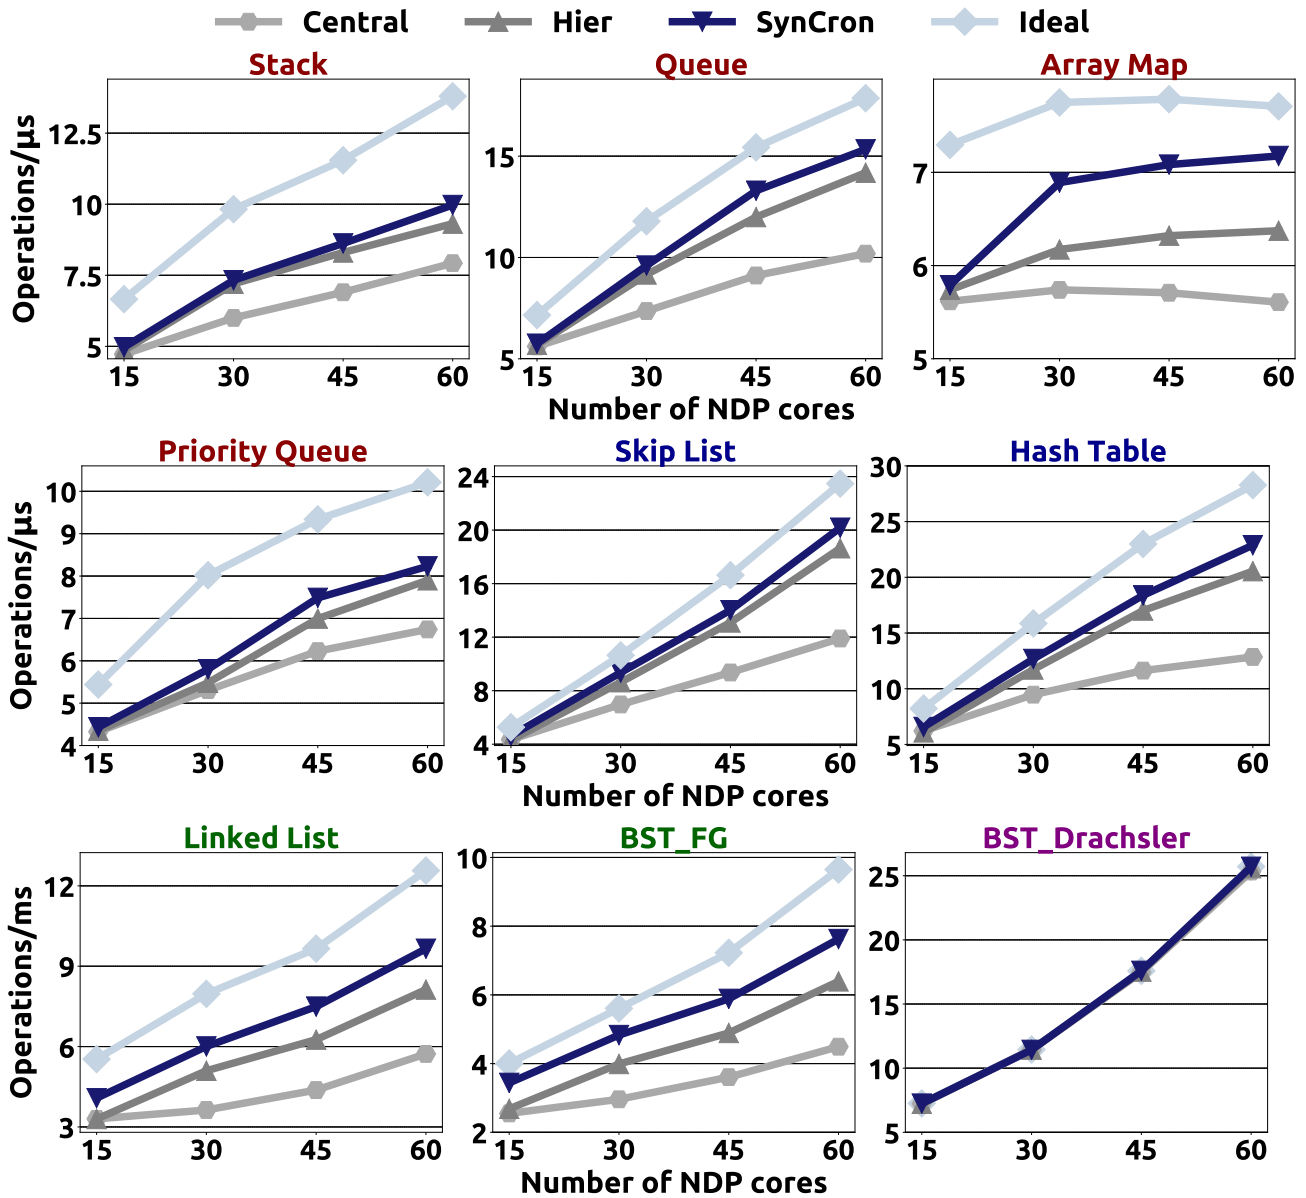 Central Hier SynCron Ideal
Stack Queue Array Map
Operations/μs
12.5
10
7.5
5
15 30 45 60
15
10
5
15 30 45 60
7
6
5
15 30 45 60
Number of NDP cores
Priority Queue Skip List Hash Table
Operations/μs
10
9
8
7
6
5
4
15 30 45 60
24
20
16
12
8
4
15 30 45 60
30
25
20
15
10
5
15 30 45 60
Number of NDP cores
Linked List BST_FG BST_Drachsler
Operations/ms
12
9
6
3
15 30 45 60
10
8
6
4
2
15 30 45 60
25
20
15
10
5
15 30 45 60
Number of NDP cores